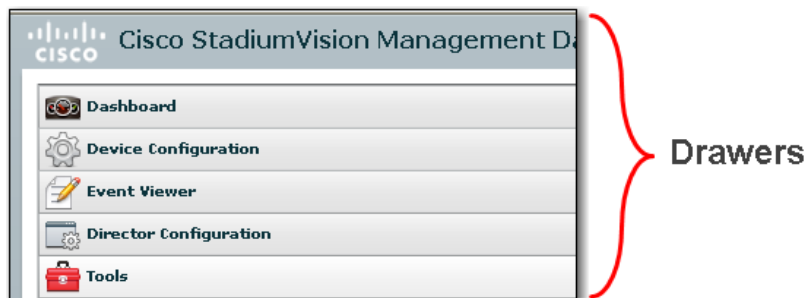 CISCO
Cisco StadiumVision Management Da
Dashboard
Device Configuration
Event Viewer
Director Configuration
Tools
Drawers